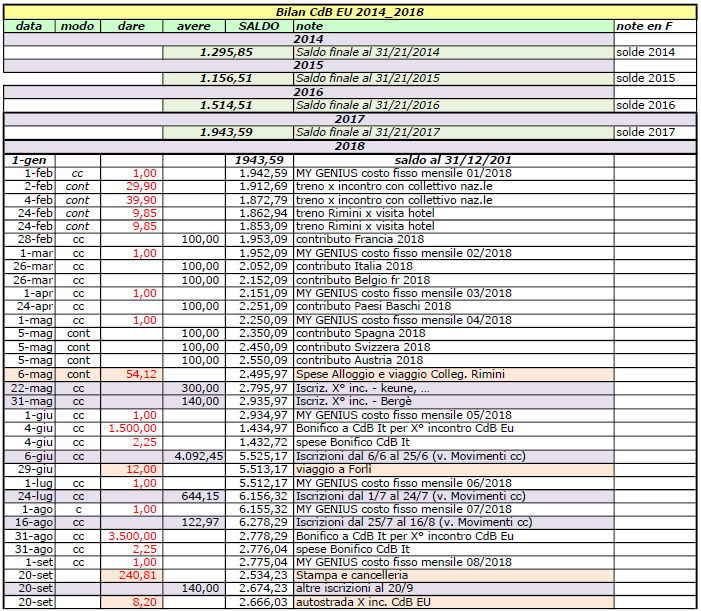 Bilan CdB EU 2014_2018
data modo dare avere SALDO note note en F
2014
1.295,85 Saldo finale al 31/21/2014 solde 2014
2015
1.156,51 Saldo finale al 31/21/2015 solde 2015
2016
1.514,51 Saldo finale al 31/21/2016 solde 2016
2017
1.943,59 Saldo finale al 31/21/2017 solde 2017
2018
1-gen 1943,59 saldo al 31/12/201
1-feb cc 1,00 1.942,59 MY GENIUS costo fisso mensile 01/2018
2-feb cont 29,90 1.912,69 treno x incontro con collettivo naz.le
4-feb cont 39,90 1.872,79 treno x incontro con collettivo naz.le
24-feb cont 9,85 1.862,94 treno Rimini x visita hotel
24-feb cont 9,85 1.853,09 treno Rimini x visita hotel
28-feb cc 100,00 1.953,09 contributo Francia 2018
1-mar cc 1,00 1.952,09 MY GENIUS costo fisso mensile 02/2018
26-mar cc 100,00 2.052,09 contributo Italia 2018
26-mar cc 100,00 2.152,09 contributo Belgio fr 2018
1-apr cc 1,00 2.151,09 MY GENIUS costo fisso mensile 03/2018
24-apr cc 100,00 2.251,09 contributo Paesi Baschi 2018
1-mag cc 1,00 2.250,09 MY GENIUS costo fisso mensile 04/2018
5-mag cont 100,00 2.350,09 contributo Spagna 2018
5-mag cont 100,00 2.450,09 contributo Svizzera 2018
5-mag cont 100,00 2.550,09 contributo Austria 2018
6-mag cont 54,12 2.495,97 Spese Alloggio e viaggio Colleg. Rimini
22-mag cc 300,00 2.795,97 Iscriz. X° inc. - keune, ...
31-mag cc 140,00 2.935,97 Iscriz. X° inc. - Bergè
1-giu cc 1,00 2.934,97 MY GENIUS costo fisso mensile 05/2018
4-giu cc 1.500,00 1.434,97 Bonifico a CdB It per X° incontro CdB Eu
4-giu cc 2,25 1.432,72 spese Bonifico CdB It
6-giu cc 4.092,45 5.525,17 Iscrizioni dal 6/6 al 25/6 (v. Movimenti cc)
29-giu 12,00 5.513,17 viaggio a Forlì
1-lug cc 1,00 5.512,17 MY GENIUS costo fisso mensile 06/2018
24-lug cc 644,15 6.156,32 Iscrizioni dal 1/7 al 24/7 (v. Movimenti cc)
1-ago c 1,00 6.155,32 MY GENIUS costo fisso mensile 07/2018
16-ago cc 122,97 6.278,29 Iscrizioni dal 25/7 al 16/8 (v. Movimenti cc)
31-ago cc 3.500,00 2.778,29 Bonifico a CdB It per X° incontro CdB Eu
31-ago cc 2,25 2.776,04 spese Bonifico CdB It
1-set cc 1,00 2.775,04 MY GENIUS costo fisso mensile 08/2018
20-set 240,81 2.534,23 Stampa e cancelleria
20-set 140,00 2.674,23 altre iscrizioni al 20/9
20-set 8,20 2.666,03 autostrada X inc. CdB EU